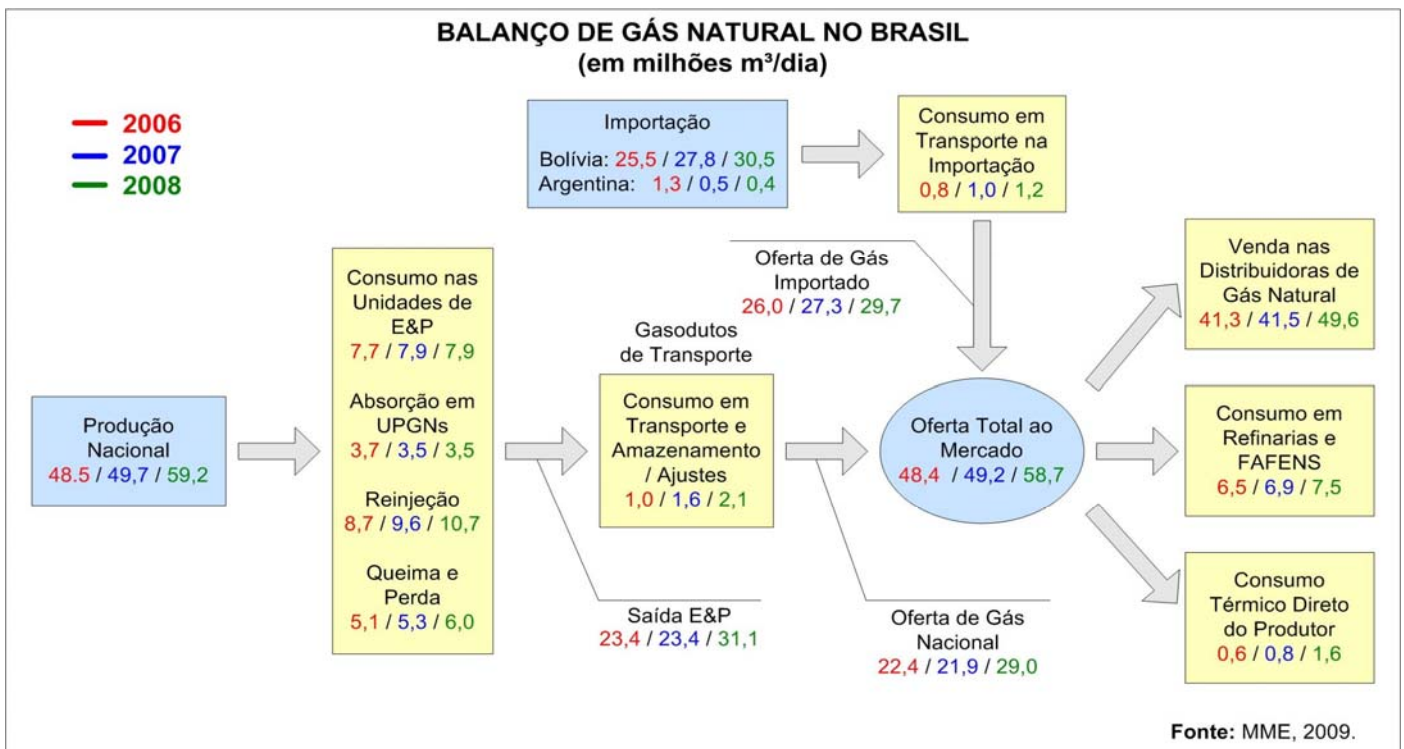 BALANÇO DE GÁS NATURAL NO BRASIL
(em milhões m³/dia)
2006
2007
2008
Importação
Bolívia: 25,5 / 27,8 / 30,5
Argentina: 1,3 / 0,5 / 0,4
Consumo em
Transporte na
Importação
0,8 / 1,0 / 1,2
Oferta de Gás
Importado
26,0 / 27,3 / 29,7
Produção
Nacional
48.5 / 49,7 / 59,2
Consumo nas
Unidades de
E&P
7,7 / 7,9 / 7,9
Absorção em
UPGNs
3,7 / 3,5 / 3,5
Reinjeção
8,7 / 9,6 / 10,7
Queima e
Perda
5,1 / 5,3 / 6,0
Saída E&P
23,4 / 23,4 / 31,1
Gasodutos
de Transporte
Consumo em
Transporte e
Amazenamento
/ Ajustes
1,0 / 1,6 / 2,1
Oferta de Gás
Nacional
22,4 / 21,9 / 29,0
Oferta Total ao
Mercado
48,4 / 49,2 / 58,7
Venda nas
Distribuidoras de
Gás Natural
41,3 / 41,5 / 49,6
Consumo em
Refinarias e
FAFENS
6,5 / 6,9 / 7,5
Consumo
Térmico Direto
do Produtor
0,6 / 0,8 / 1,6
Fonte: MME, 2009.